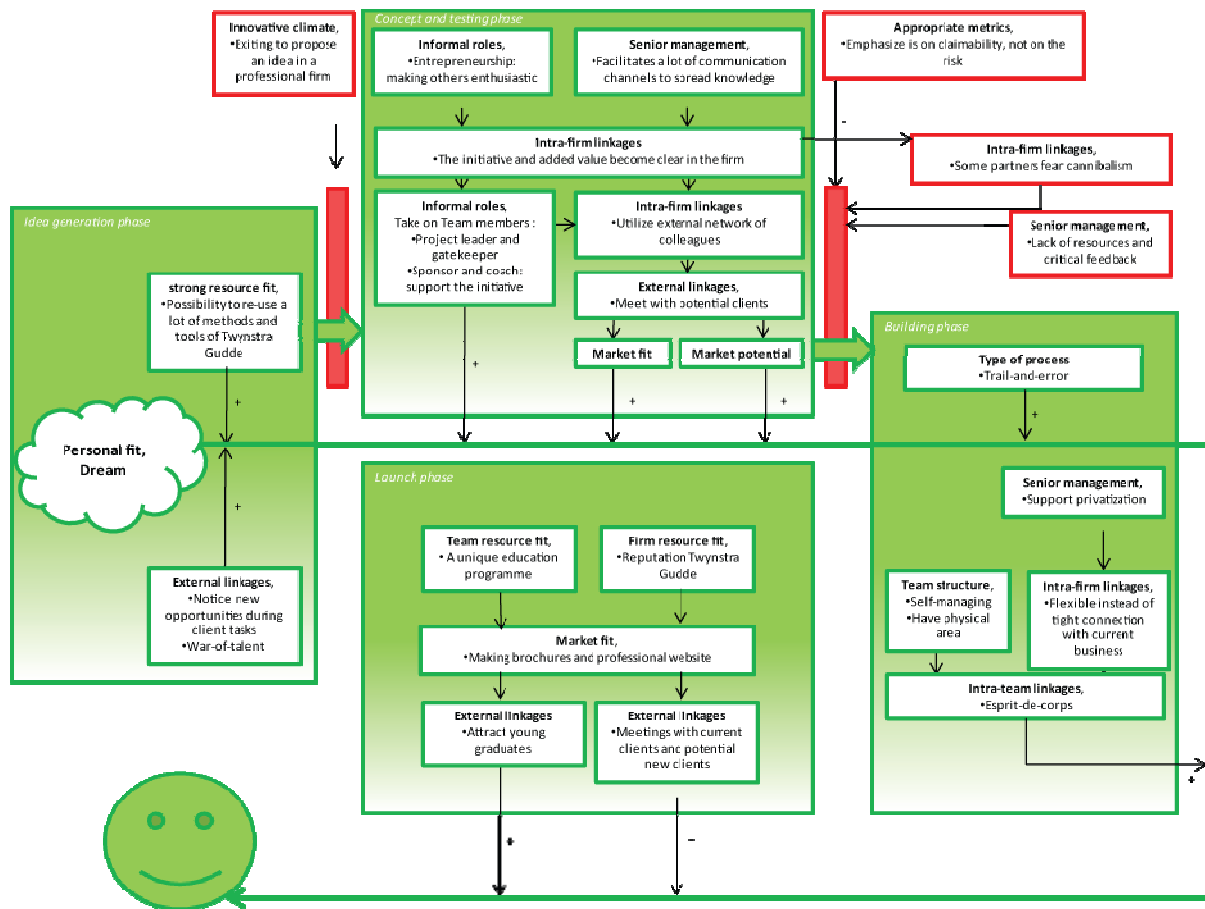 Innovative climate,
•Exiting to propose
an idea in a
professional firm
Concept and testing phase
Informal roles,
•Entrepreneurship:
making others enthusiastic
Senior management,
•Facilitates a lot of communication
channels to spread knowledge
Appropriate metrics,
•Emphasize is on claimability, not on the
risk
-
Intra-firm linkages
•The initiative and added value become clear in the firm
Intra-firm linkages,
•Some partners fear cannibalism
Informal roles,
Take on Team members :
•Project leader and
gatekeeper
•Sponsor and coach:
support the initiative
Intra-firm linkages
•Utilize external network of
colleagues
Senior management,
•Lack of resources and
critical feedback
External linkages,
•Meet with potential clients
Market fit
Market potential
+
+
+
Idea generation phase
strong resource fit,
•Possibility to re-use a
lot of methods and
tools of Twynstra
Gudde
+
Personal fit,
Dream
+
External linkages,
•Notice new
opportunities during
client tasks
•War-of-talent
Building phase
Type of process
•Trail-and-error
+
Senior management,
•Support privatization
Team structure,
•Self-managing
•Have physical
area
Intra-firm linkages,
•Flexible instead of
tight connection
with current
business
Intra-team linkages,
•Esprit-de-corps
+
Launch phase
Team resource fit,
•A unique education
programme
Firm resource fit,
•Reputation Twynstra
Gudde
Market fit,
•Making brochures and professional website
External linkages
•Attract young
graduates
External linkages
•Meetings with current
clients and potential
new clients
+
-